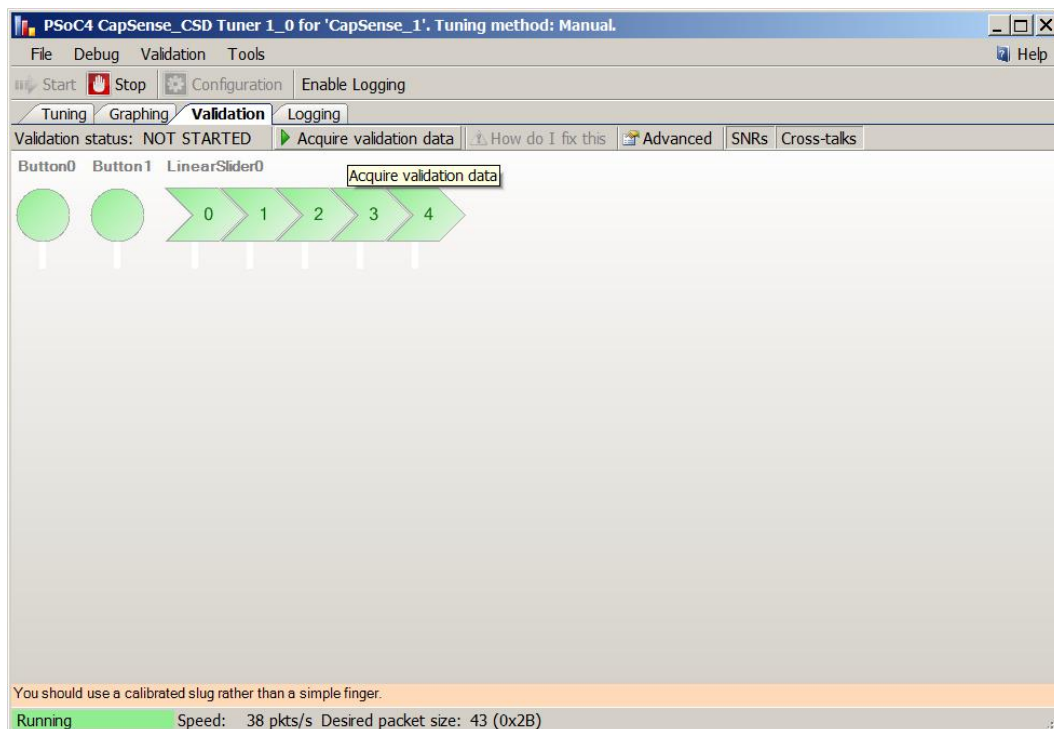 PSoC4 CapSense_CSD Tuner 1_0 for 'CapSense_1'. Tuning method: Manual.
File Debug Validation Tools Help
Start Stop Configuration Enable Logging
Tuning Graphing Validation Logging
Validation status: NOT STARTED Acquire validation data How do I fix this Advanced SNRs Cross-talks
Button0 Button1 LinearSlider0
Acquire validation data
0 1 2 3 4
You should use a calibrated slug rather than a simple finger.
Running Speed: 38 pkts/s Desired packet size: 43 (0x2B)